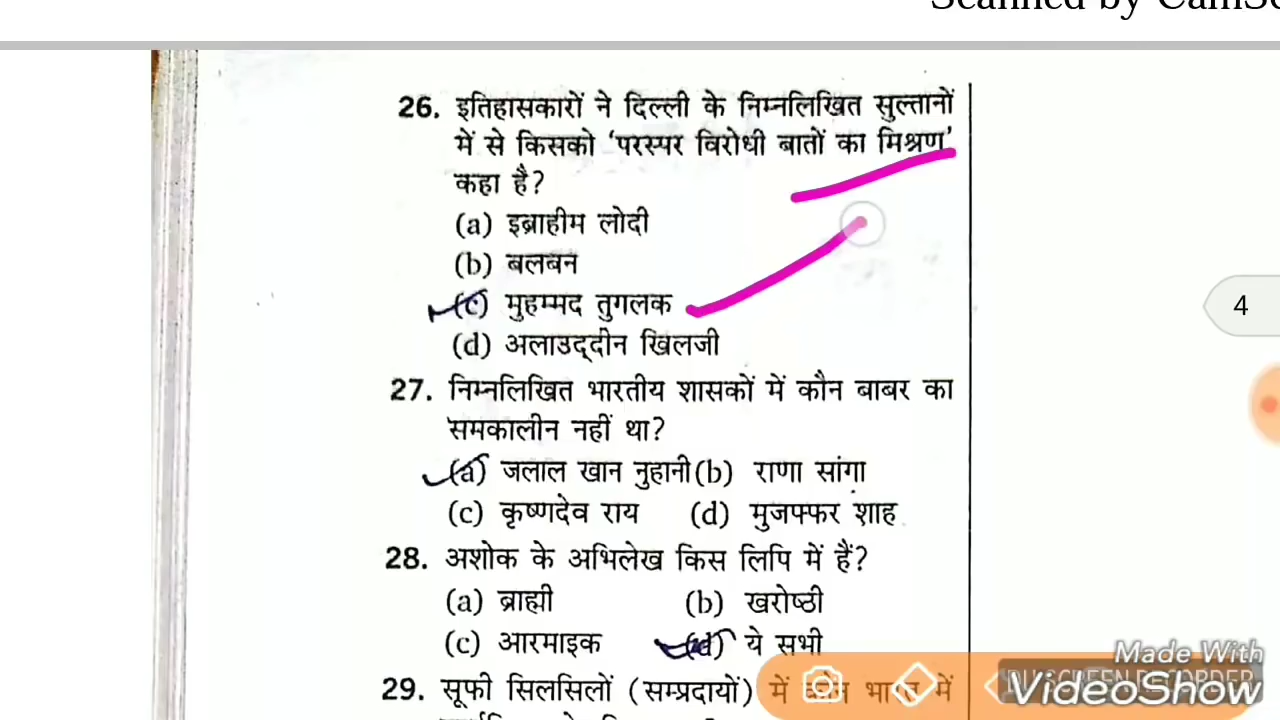 Scanned by CamSc
26. इतिहासकारों ने दिल्ली के निम्नलिखित सुल्तानों
में से किसको ‘परस्पर विरोधी बातों का मिश्रण’
कहा है?
(a) इब्राहीम लोदी
(b) बलबन
(c) मुहम्मद तुगलक
(d) अलाउद्दीन खिलजी
4
27. निम्नलिखित भारतीय शासकों में कौन बाबर का
समकालीन नहीं था?
(a) जलाल खान नुहानी (b) राणा सांगा
(c) कृष्णदेव राय (d) मुजफ्फर शाह
28. अशोक के अभिलेख किस लिपि में हैं?
(a) ब्राह्मी (b) खरोष्ठी
(c) आरमाइक (d) ये सभी
29. सूफी सिलसिलों (सम्प्रदायों) में कौन भारत में
Made With
VideoShow